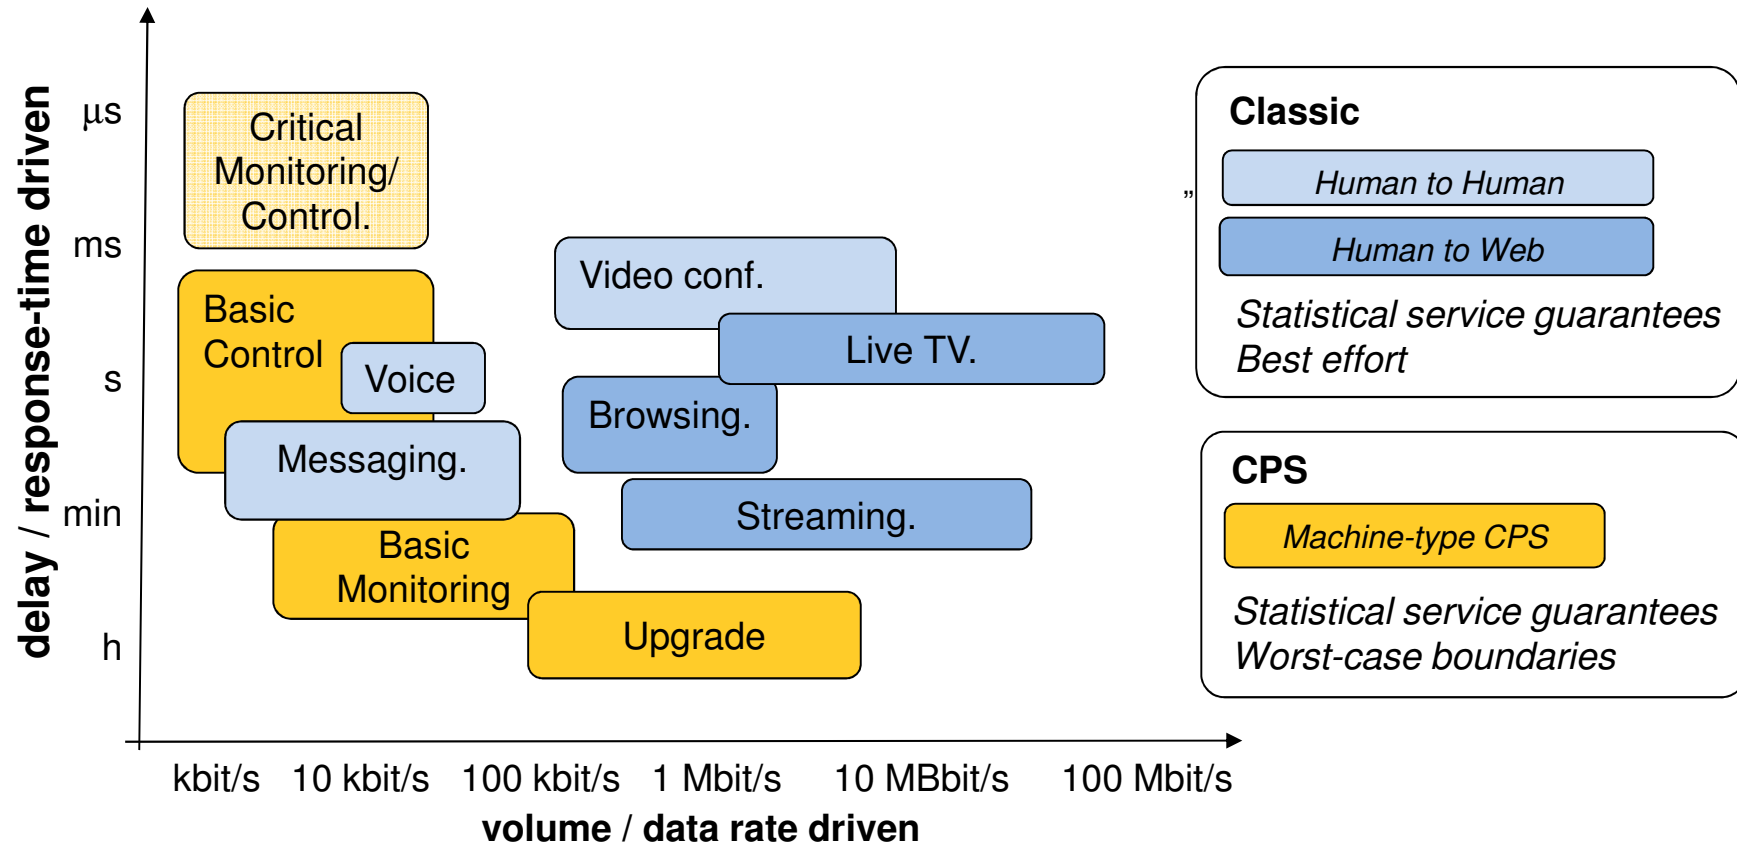 delay / response-time driven
μs
ms
s
min
h
Critical
Monitoring/
Control.
Basic
Control
Voice
Messaging.
Basic
Monitoring
Upgrade
Video conf.
Live TV.
Browsing.
Streaming.
kbit/s 10 kbit/s 100 kbit/s 1 Mbit/s 10 MBbit/s 100 Mbit/s
volume / data rate driven
„
Classic
Human to Human
Human to Web
Statistical service guarantees
Best effort
CPS
Machine-type CPS
Statistical service guarantees
Worst-case boundaries